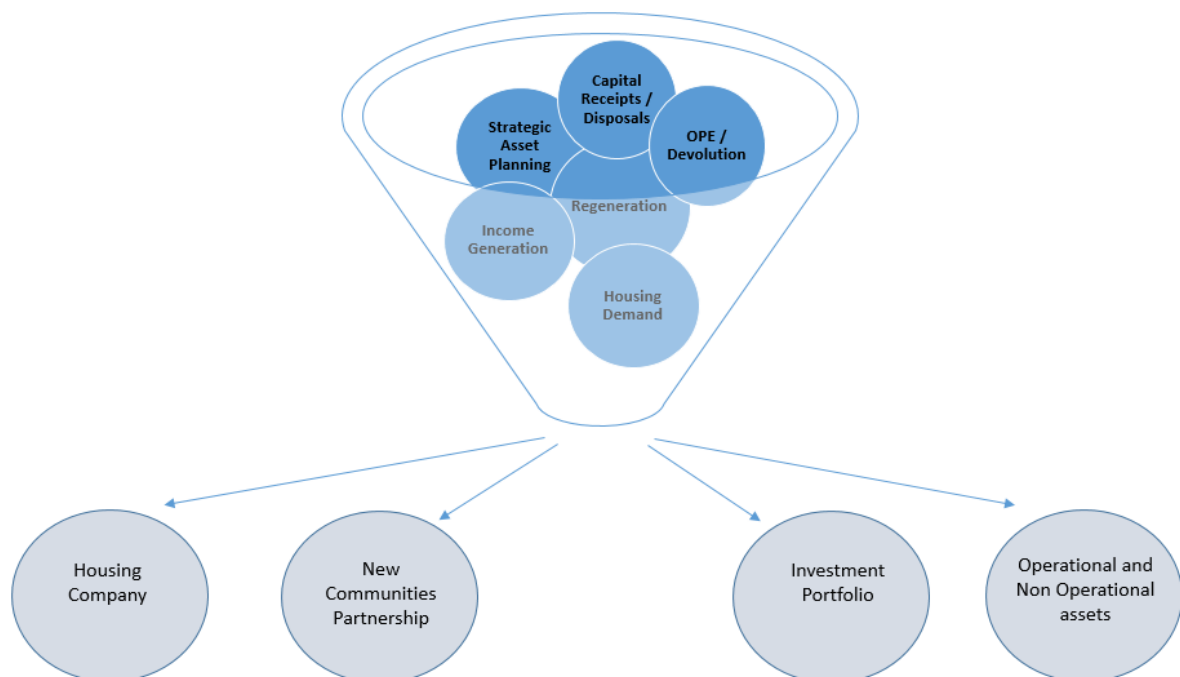 Capital
Receipts /
Disposals
Strategic
Asset
Planning
OPE /
Devolution
Regeneration
Income
Generation
Housing
Demand
Housing
Company
New
Communities
Partnership
Investment
Portfolio
Operational and
Non Operational
assets